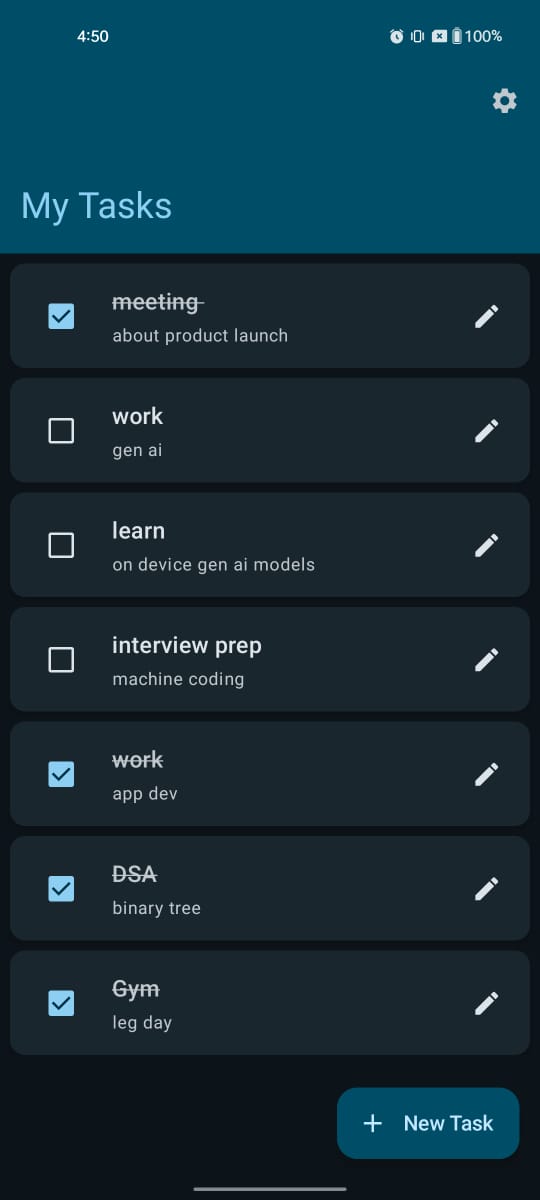 4:50
100%
My Tasks
meeting
about product launch
work
gen ai
learn
on device gen ai models
interview prep
machine coding
work
app dev
DSA
binary tree
Gym
leg day
+ New Task